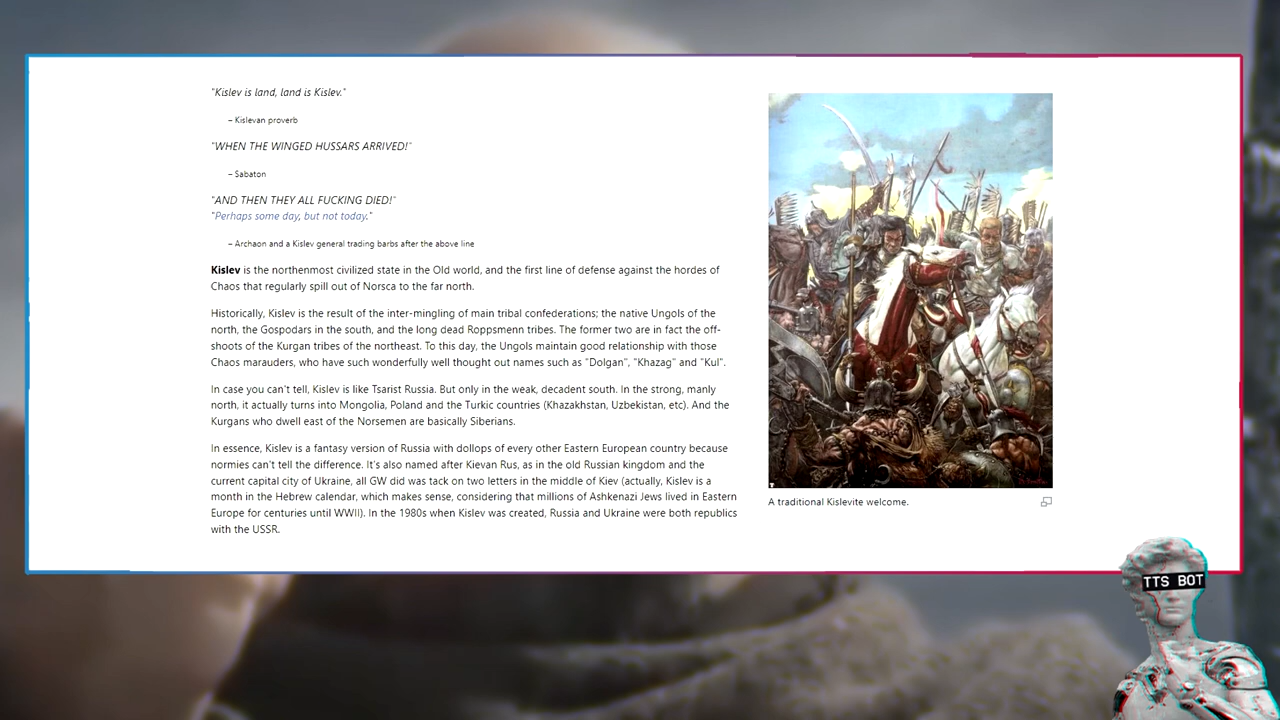 "Kislev is land, land is Kislev."
– Kislevan proverb
"WHEN THE WINGED HUSSARS ARRIVED!"
– Sabaton
"AND THEN THEY ALL FUCKING DIED!"
"Perhaps some day, but not today."
– Archaon and a Kislev general trading barbs after the above line
Kislev is the northenmost civilized state in the Old world, and the first line of defense against the hordes of
Chaos that regularly spill out of Norsca to the far north.
Historically, Kislev is the result of the inter-mingling of main tribal confederations; the native Ungols of the
north, the Gospodars in the south, and the long dead Roppsmenn tribes. The former two are in fact the off-
shoots of the Kurgan tribes of the northeast. To this day, the Ungols maintain good relationship with those
Chaos marauders, who have such wonderfully well thought out names such as "Dolgan", "Khazag" and "Kul".
In case you can't tell, Kislev is like Tsarist Russia. But only in the weak, decadent south. In the strong, manly
north, it actually turns into Mongolia, Poland and the Turkic countries (Khazakhstan, Uzbekistan, etc). And the
Kurgans who dwell east of the Norsemen are basically Siberians.
In essence, Kislev is a fantasy version of Russia with dollops of every other Eastern European country because
normies can't tell the difference. It's also named after Kievan Rus, as in the old Russian kingdom and the
current capital city of Ukraine, all GW did was tack on two letters in the middle of Kiev (actually, Kislev is a
month in the Hebrew calendar, which makes sense, considering that millions of Ashkenazi Jews lived in Eastern
Europe for centuries until WWII). In the 1980s when Kislev was created, Russia and Ukraine were both republics
with the USSR.
A traditional Kislevite welcome.
TTS BOT